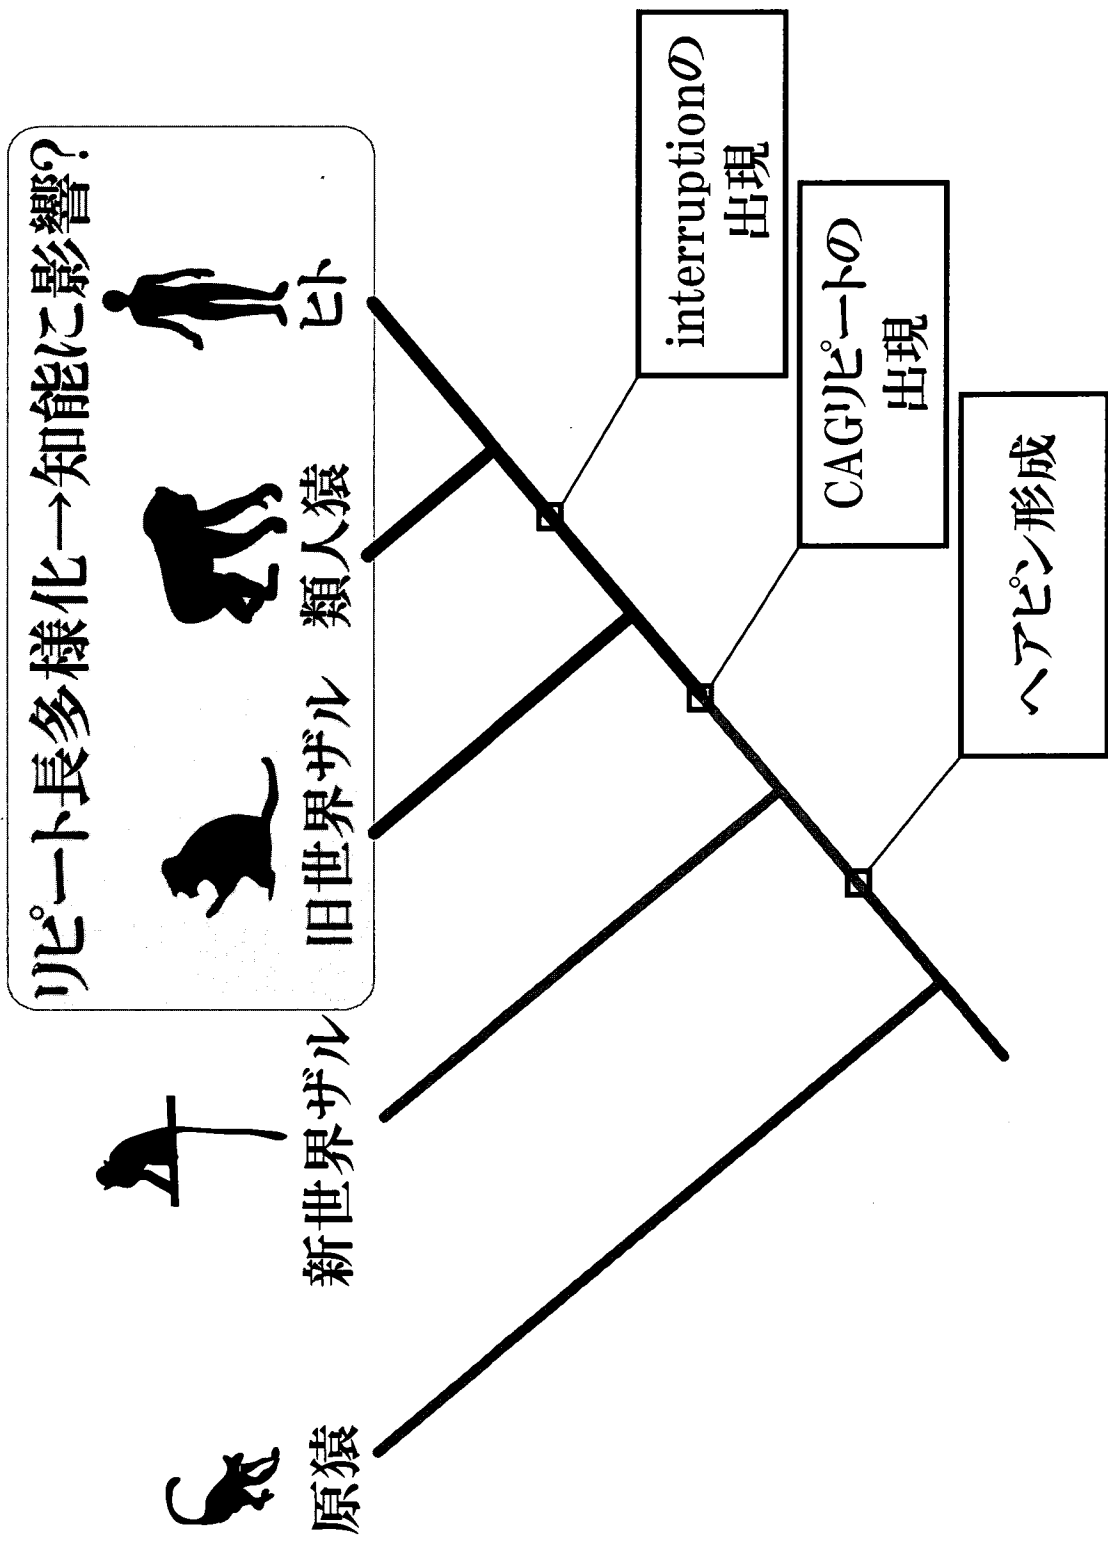 リピート長多様化→知能に影響?
原猿
新世界ザル
旧世界ザル
類人猿
ヒト
interruptionの
出現
CAGリピートの
出現
ヘアピン形成